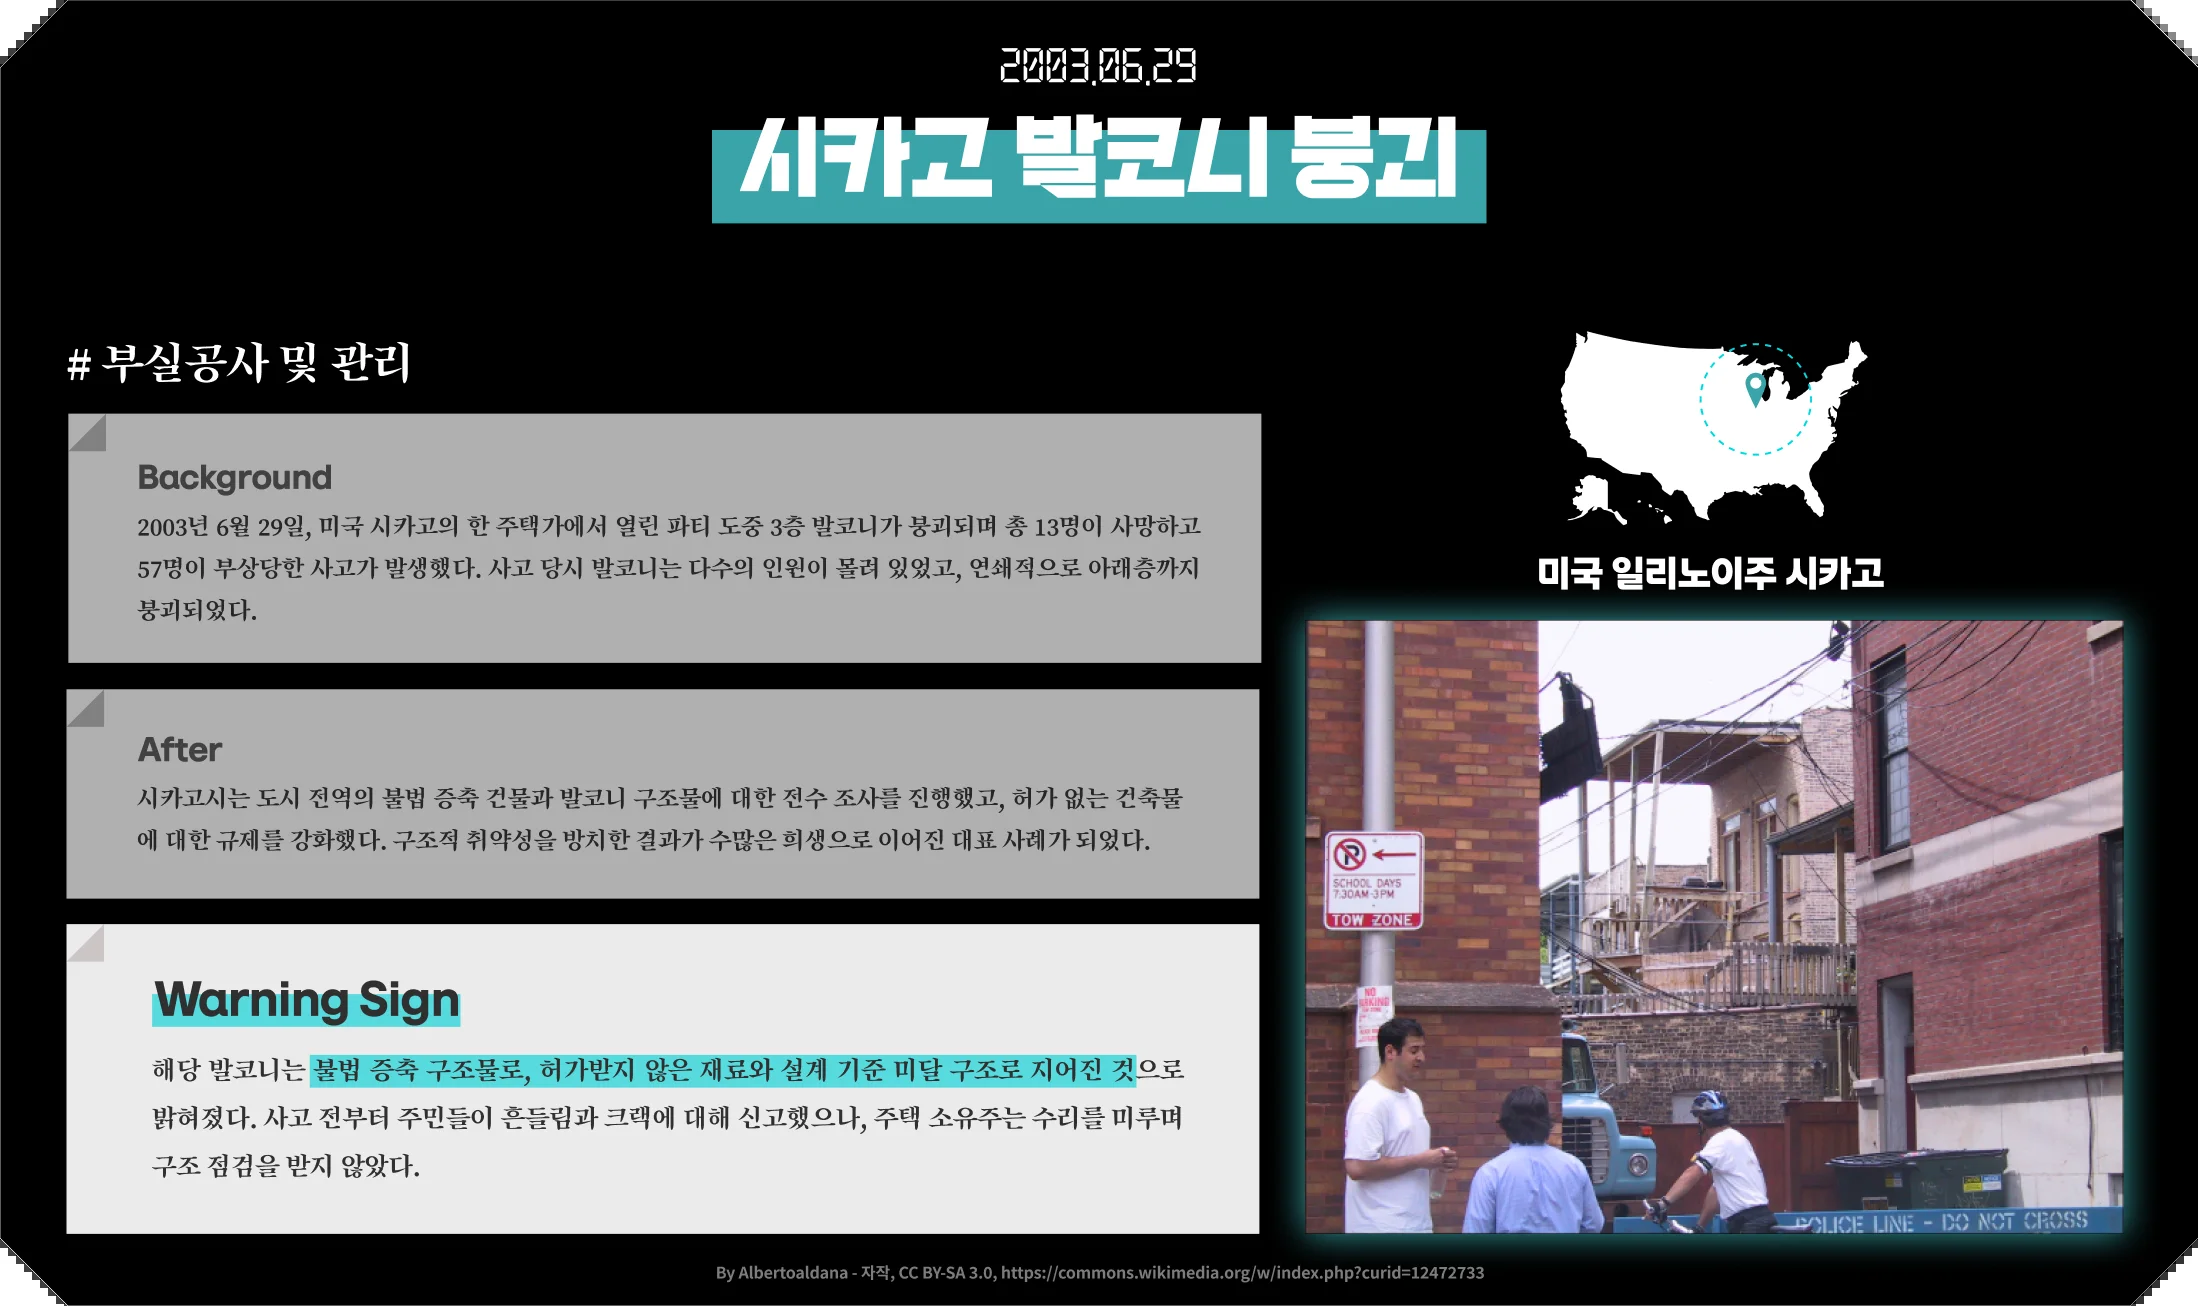 2003.06.29
시카고 발코니 붕괴
# 부실공사 및 관리
Background
2003년 6월 29일, 미국 시카고의 한 주택가에서 열린 파티 도중 3층 발코니가 붕괴되며 총 13명이 사망하고
57명이 부상당한 사고가 발생했다. 사고 당시 발코니는 다수의 인원이 몰려 있었고, 연쇄적으로 아래층까지
붕괴되었다.
After
시카고시는 도시 전역의 불법 증축 건물과 발코니 구조물에 대한 전수 조사를 진행했고, 허가 없는 건축물
에 대한 규제를 강화했다. 구조적 취약성을 방치한 결과가 수많은 희생으로 이어진 대표 사례가 되었다.
Warning Sign
해당 발코니는 불법 증축 구조물로, 허가받지 않은 재료와 설계 기준 미달 구조로 지어진 것으로
밝혀졌다. 사고 전부터 주민들이 흔들림과 크랙에 대해 신고했으나, 주택 소유주는 수리를 미루며
구조 점검을 받지 않았다.
미국 일리노이주 시카고
SCHOOL DAYS
7:30AM-3PM
TOW ZONE
NO
PARKING
POLICE LINE - DO NOT CROSS
By Albertoaldana - 자작, CC BY-SA 3.0, https://commons.wikimedia.org/w/index.php?curid=12472733